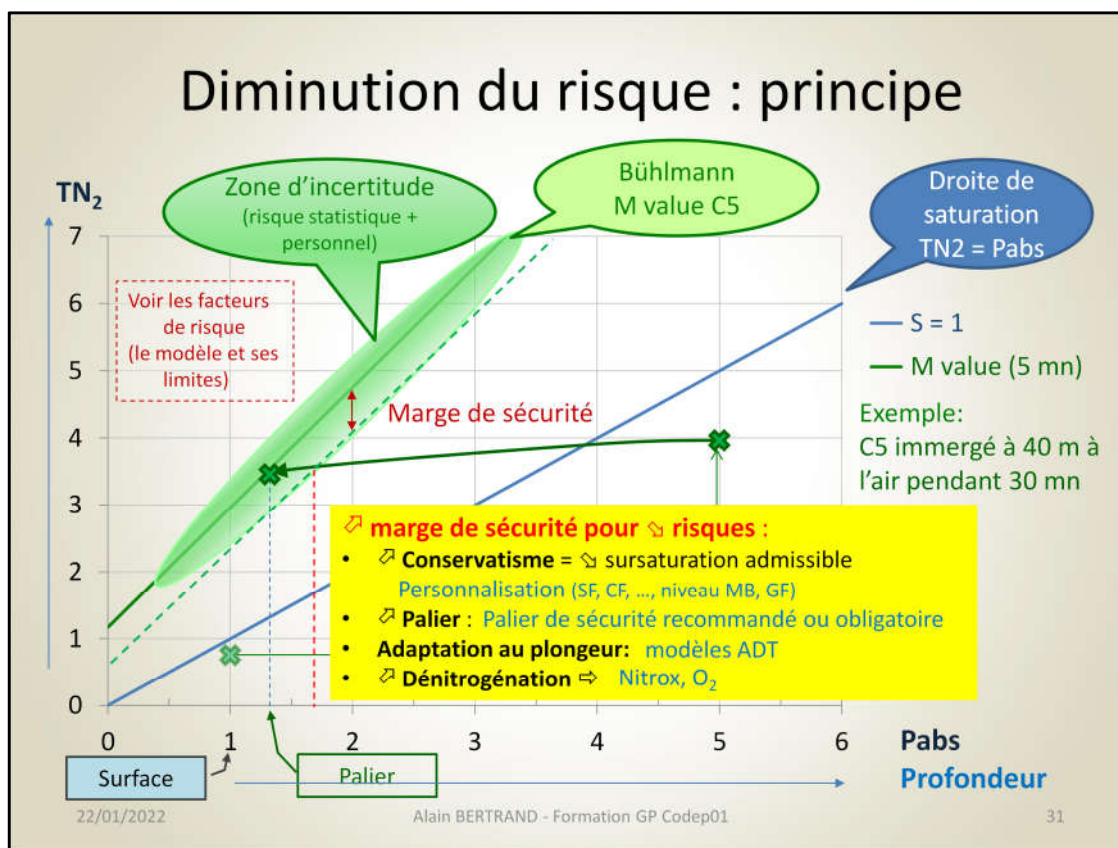 Diminution du risque : principe
TN2
Zone d'incertitude
(risque statistique +
personnel)
Bühlmann
M value C5
Droite de
saturation
TN2 = Pabs
7
6
5
4
3
2
1
0
Voir les facteurs
de risque
(le modèle et ses
limites)
Marge de sécurité
S = 1
M value (5 mn)
Exemple:
C5 immergé à 40 m à
l'air pendant 30 mn
⬀ marge de sécurité pour ⬂ risques :
• ⬀ Conservatisme = ⬂ sursaturation admissible
Personnalisation (SF, CF, ..., niveau MB, GF)
• ⬀ Palier : Palier de sécurité recommandé ou obligatoire
• Adaptation au plongeur: modèles ADT
• ⬀ Dénitrogénation ⇨ Nitrox, O2
0 1 2 3 4 5 6
Pabs
Profondeur
Surface
Palier
22/01/2022
Alain BERTRAND - Formation GP Codep01
31